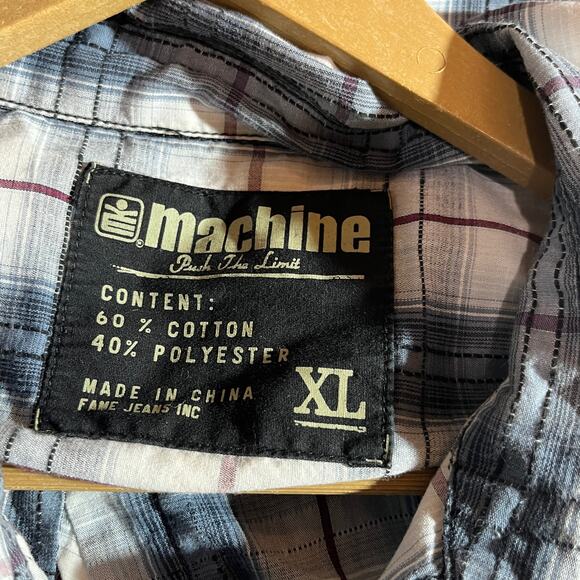 machine
Push The Limit
CONTENT:
60 % COTTON
40% POLYESTER
MADE IN CHINA
FAME JEANS INC
XL